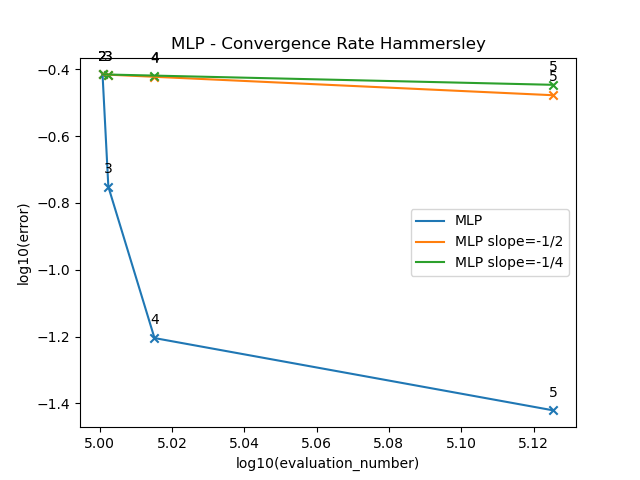 MLP - Convergence Rate Hammersley
2 3 4 5
5
3
4
5
−0.4
−0.6
−0.8
−1.0
−1.2
−1.4
log10(error)
MLP
MLP slope=-1/2
MLP slope=-1/4
5.00 5.02 5.04 5.06 5.08 5.10 5.12
log10(evaluation_number)